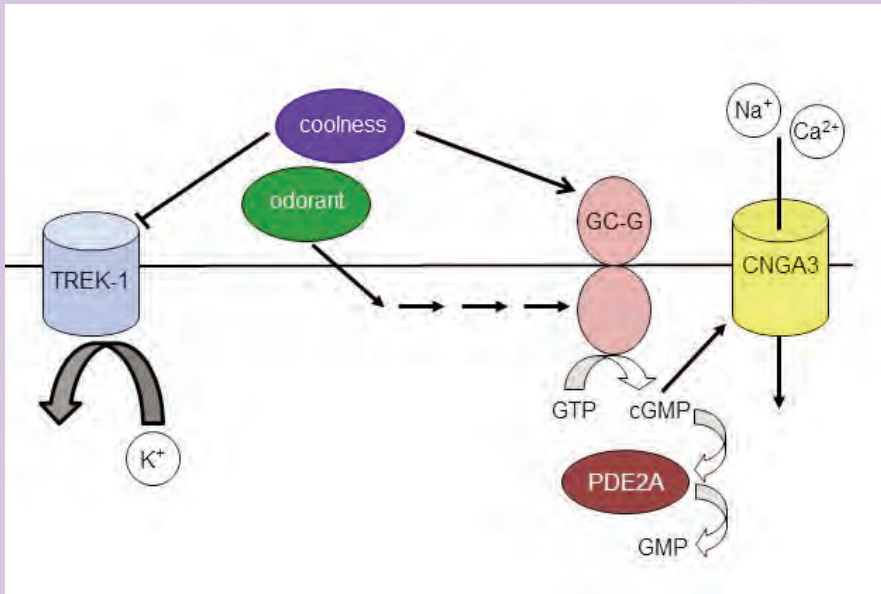 Na⁺
coolness
Ca²⁺
odorant
GC-G
TREK-1
CNGA3
GTP
cGMP
K⁺
PDE2A
GMP